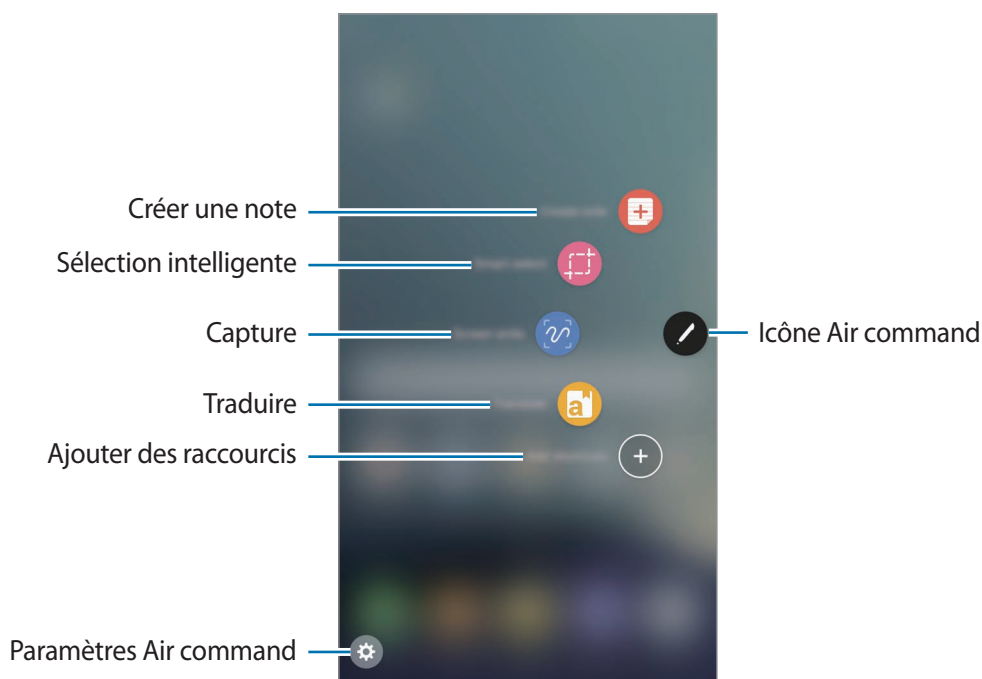 Créer une note
Sélection intelligente
Capture
Icône Air command
Traduire
Ajouter des raccourcis
Paramètres Air command